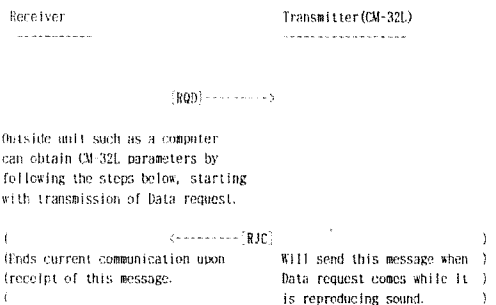 Receiver Transmitter(CM-32L)
----------- ------------------
[RQD]---------->
Outside unit such as a computer
can obtain CM-32L parameters by
following the steps below, starting
with transmission of Data request.
( <---------[RJC] )
(Ends current communication upon Will send this message when )
(receipt of this message. Data request comes while it )
( is reproducing sound. )